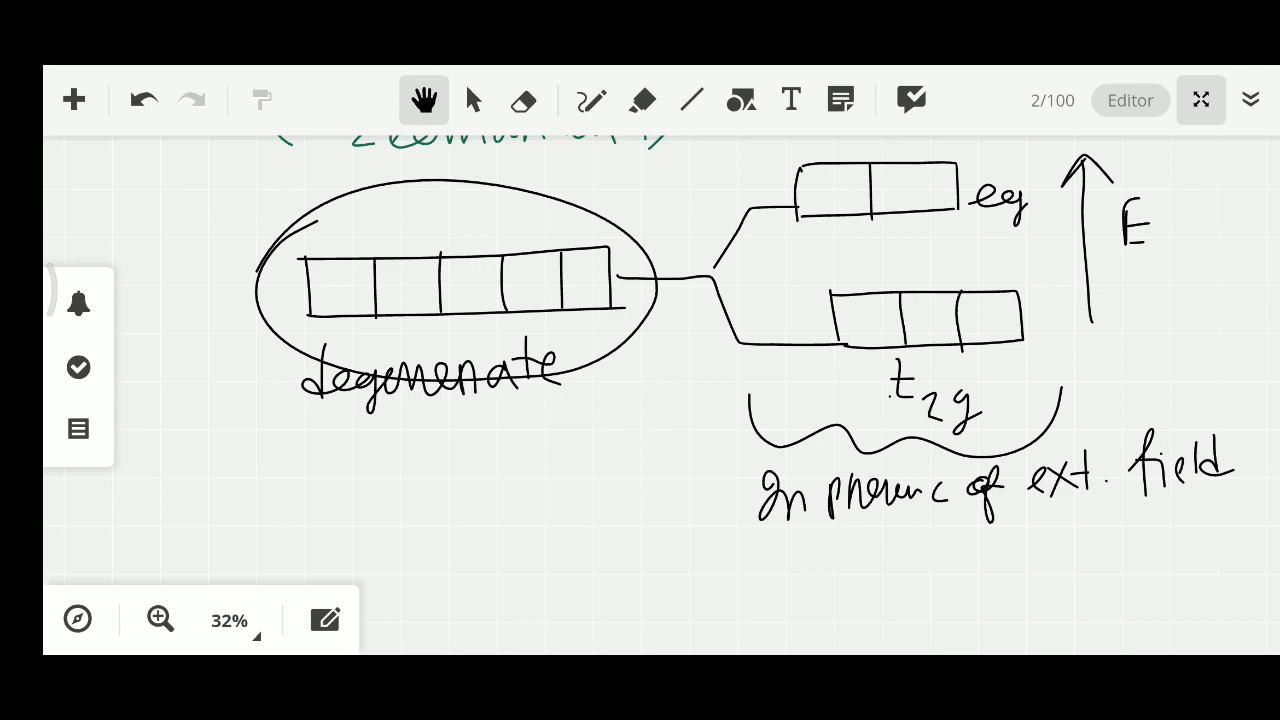 2/100 Editor
eg
E
degenerate
t2g
In presence of ext. field
32%